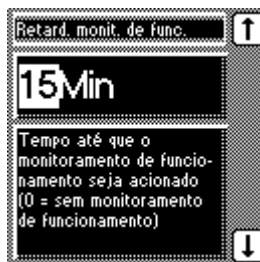 Retard. monit. de func.
15Min
Tempo até que o
monitoramento de funcio-
namento seja acionado
(0 = sem monitoramento
de funcionamento)